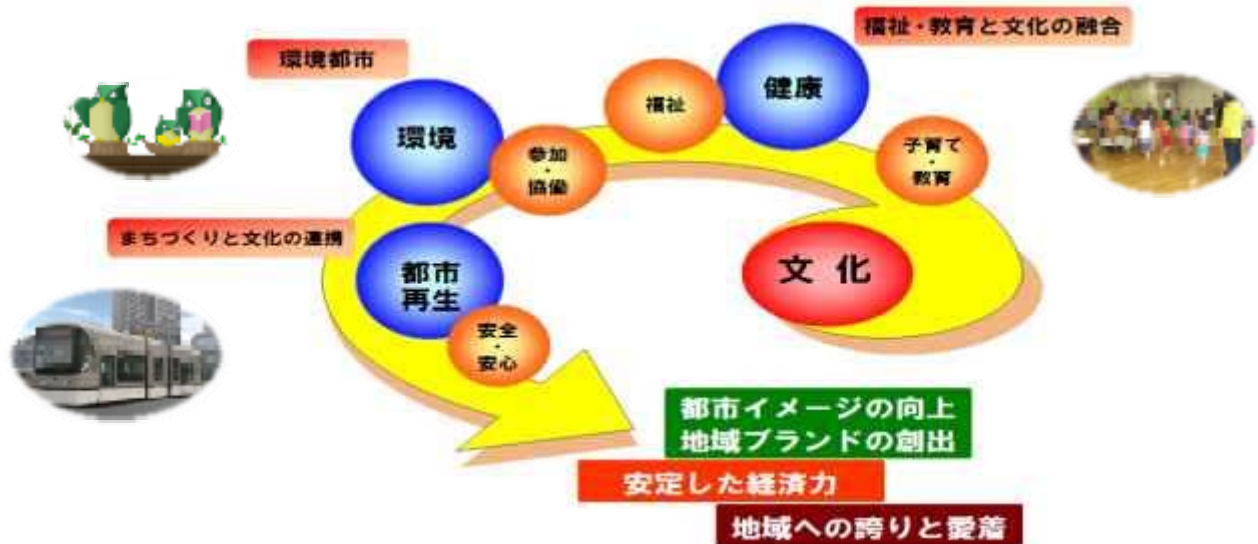 福祉・教育と文化の融合
環境都市
健康
福祉
環境
参加
・
協働
子育て
・
教育
まちづくりと文化の連携
都市
再生
文化
安全
・
安心
都市イメージの向上
地域ブランドの創出
安定した経済力
地域への誇りと愛着